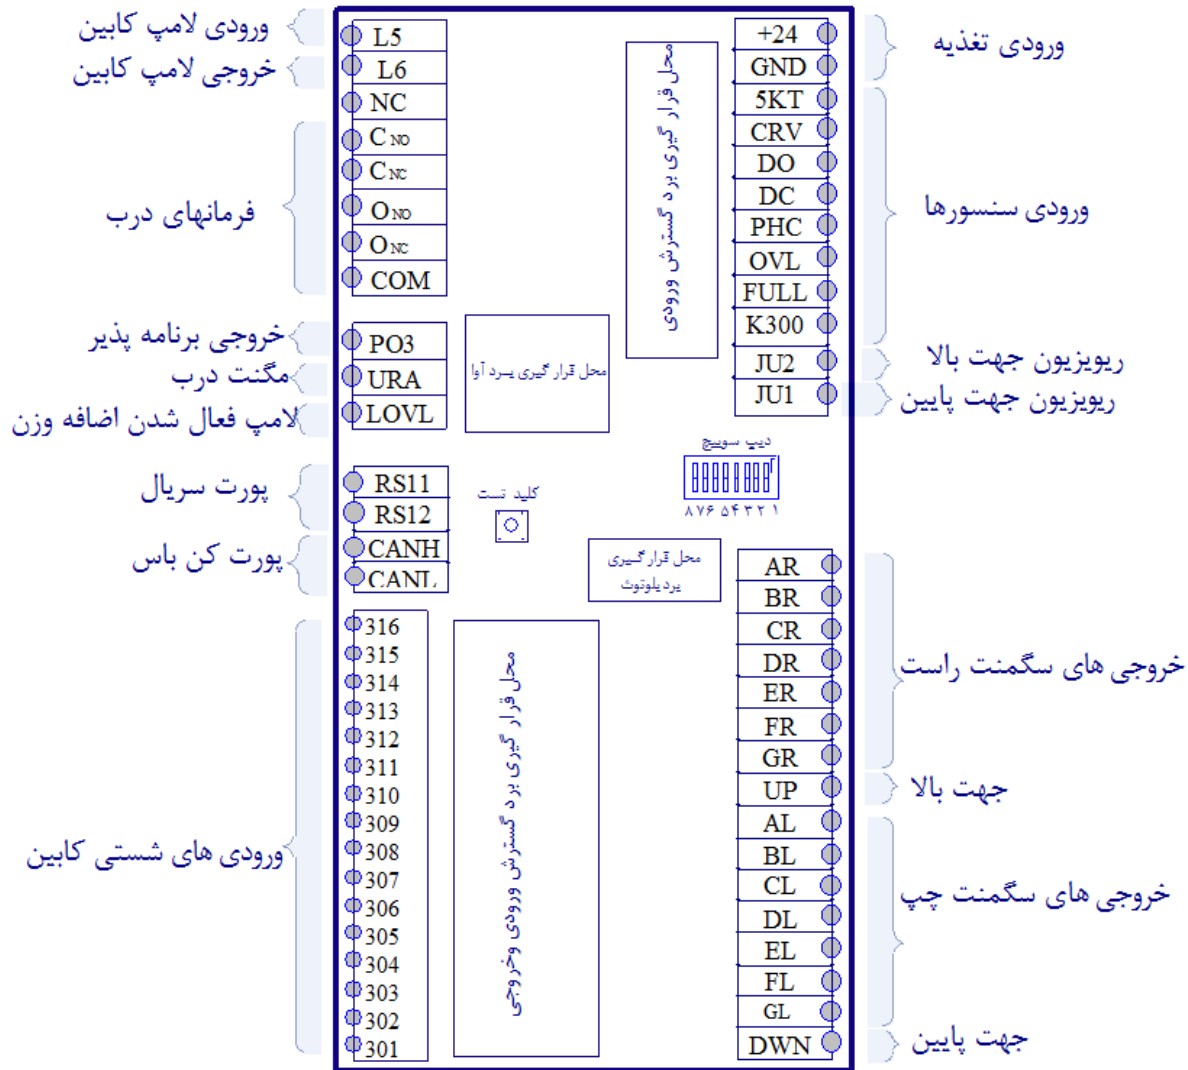 ورودی لامپ کابین
خروجی لامپ کابین
فرمانهای درب
خروجی برنامه پذیر
مگنت درب
لامپ فعال شدن اضافه وزن
پورت سریال
پورت کن باس
ورودی های شستی کابین
L5
L6
NC
C NO
C NC
O NO
O NC
COM
PO3
URA
LOVL
RS11
RS12
CANH
CANL
316
315
314
313
312
311
310
309
308
307
306
305
304
303
302
301
محل قرار گیری برد گسترش ورودی
محل قرار گیری برد آوا
دیپ سوییچ
۸ ۷ ۶ ۵ ۴ ۳ ۲ ۱
کلید تست
محل قرار گیری
برد بلوتوث
محل قرار گیری برد گسترش ورودی وخروجی
+24
GND
5KT
CRV
DO
DC
PHC
OVL
FULL
K300
JU2
JU1
AR
BR
CR
DR
ER
FR
GR
UP
AL
BL
CL
DL
EL
FL
GL
DWN
ورودی تغذیه
ورودی سنسورها
ریویزیون جهت بالا
ریویزیون جهت پایین
خروجی های سگمنت راست
جهت بالا
خروجی های سگمنت چپ
جهت پایین